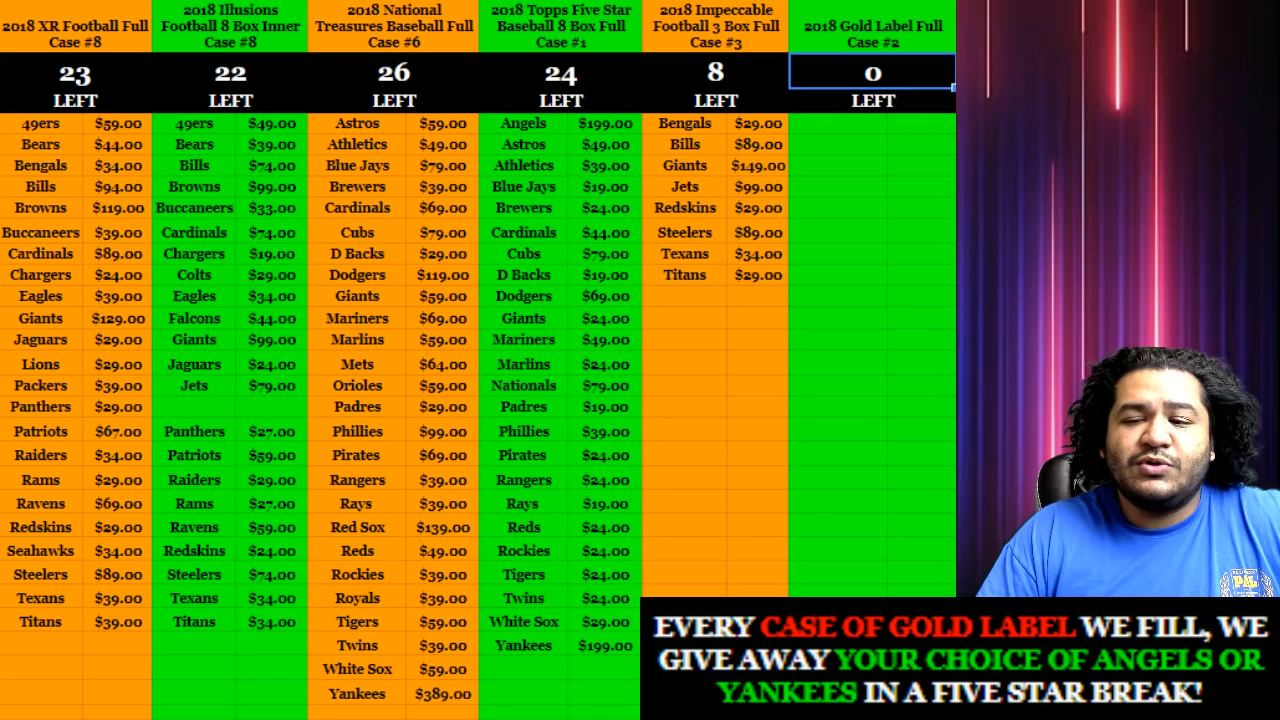 2018 XR Football Full
Case #8
23
LEFT
49ers $59.00
Bears $44.00
Bengals $34.00
Bills $94.00
Browns $119.00
Buccaneers $39.00
Cardinals $89.00
Chargers $24.00
Eagles $39.00
Giants $129.00
Jaguars $29.00
Lions $29.00
Packers $39.00
Panthers $29.00
Patriots $67.00
Raiders $34.00
Rams $29.00
Ravens $69.00
Redskins $29.00
Seahawks $34.00
Steelers $89.00
Texans $39.00
Titans $39.00
2018 Illusions
Football 8 Box Inner
Case #8
22
LEFT
49ers $49.00
Bears $39.00
Bills $74.00
Browns $99.00
Buccaneers $33.00
Cardinals $74.00
Chargers $19.00
Colts $29.00
Eagles $34.00
Falcons $44.00
Giants $99.00
Jaguars $24.00
Jets $79.00
Panthers $27.00
Patriots $59.00
Raiders $29.00
Rams $27.00
Ravens $59.00
Redskins $24.00
Steelers $74.00
Texans $34.00
Titans $34.00
2018 National
Treasures Baseball Full
Case #6
26
LEFT
Astros $59.00
Athletics $49.00
Blue Jays $79.00
Brewers $39.00
Cardinals $69.00
Cubs $79.00
D Backs $29.00
Dodgers $119.00
Giants $59.00
Mariners $69.00
Marlins $59.00
Mets $64.00
Orioles $59.00
Padres $29.00
Phillies $99.00
Pirates $69.00
Rangers $39.00
Rays $39.00
Red Sox $139.00
Reds $49.00
Rockies $39.00
Royals $39.00
Tigers $59.00
Twins $39.00
White Sox $59.00
Yankees $389.00
2018 Topps Five Star
Baseball 8 Box Full
Case #1
24
LEFT
Angels $199.00
Astros $49.00
Athletics $39.00
Blue Jays $19.00
Brewers $24.00
Cardinals $44.00
Cubs $79.00
D Backs $19.00
Dodgers $69.00
Giants $24.00
Mariners $49.00
Marlins $24.00
Nationals $79.00
Padres $19.00
Phillies $39.00
Pirates $24.00
Rangers $24.00
Rays $19.00
Reds $24.00
Rockies $24.00
Tigers $24.00
Twins $24.00
White Sox $29.00
Yankees $199.00
2018 Impeccable
Football 3 Box Full
Case #3
8
LEFT
Bengals $29.00
Bills $89.00
Giants $149.00
Jets $99.00
Redskins $29.00
Steelers $89.00
Texans $34.00
Titans $29.00
2018 Gold Label Full
Case #2
0
LEFT
EVERY CASE OF GOLD LABEL WE FILL, WE
GIVE AWAY YOUR CHOICE OF ANGELS OR
YANKEES IN A FIVE STAR BREAK!